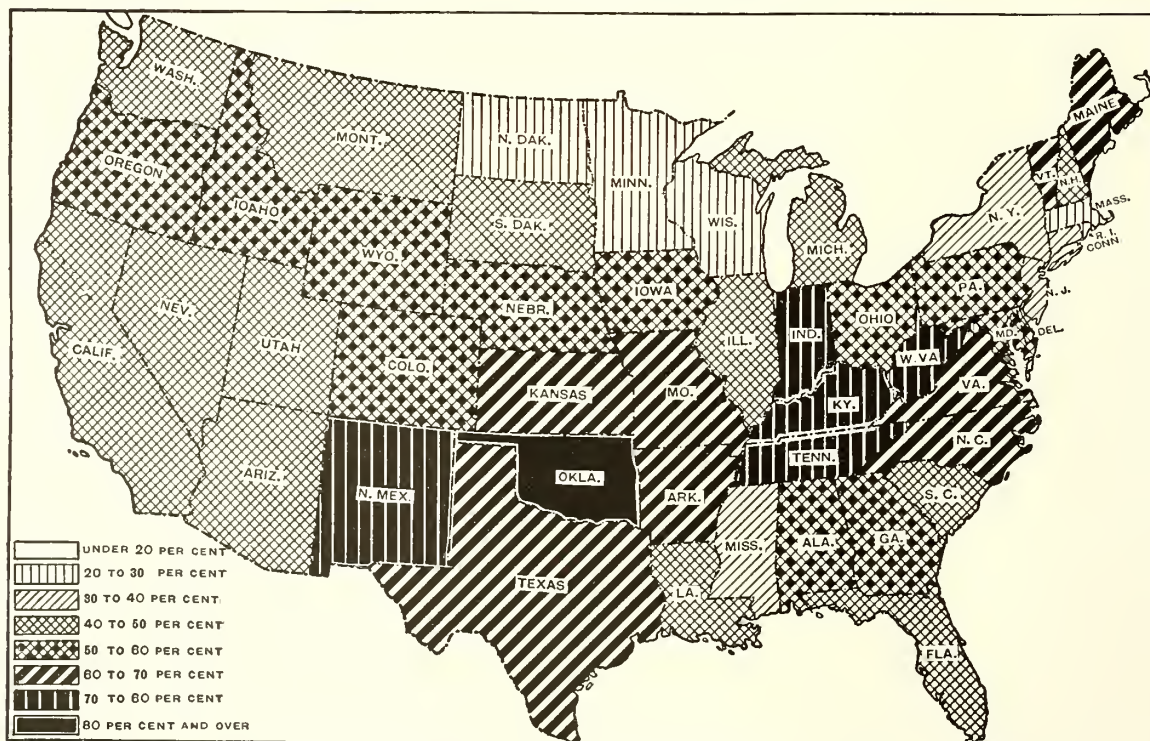 WASH.
MONT.
N. DAK.
MINN.
OREGON
IDAHO
WYO.
S. DAK.
WIS.
MICH.
N. Y.
VT.
N.H.
MAINE
MASS.
R. I.
CONN.
N. J.
PA.
NEV.
UTAH
CALIF.
COLO.
NEBR.
IOWA
ILL.
IND.
OHIO
W. VA
MD.
DEL.
VA.
KANSAS
MO.
KY.
N. C.
TENN.
ARIZ.
N. MEX.
OKLA.
ARK.
S. C.
MISS.
ALA.
GA.
TEXAS
LA.
FLA.
UNDER 20 PER CENT
20 TO 30 PER CENT
30 TO 40 PER CENT
40 TO 50 PER CENT
50 TO 60 PER CENT
60 TO 70 PER CENT
70 TO 80 PER CENT
80 PER CENT AND OVER